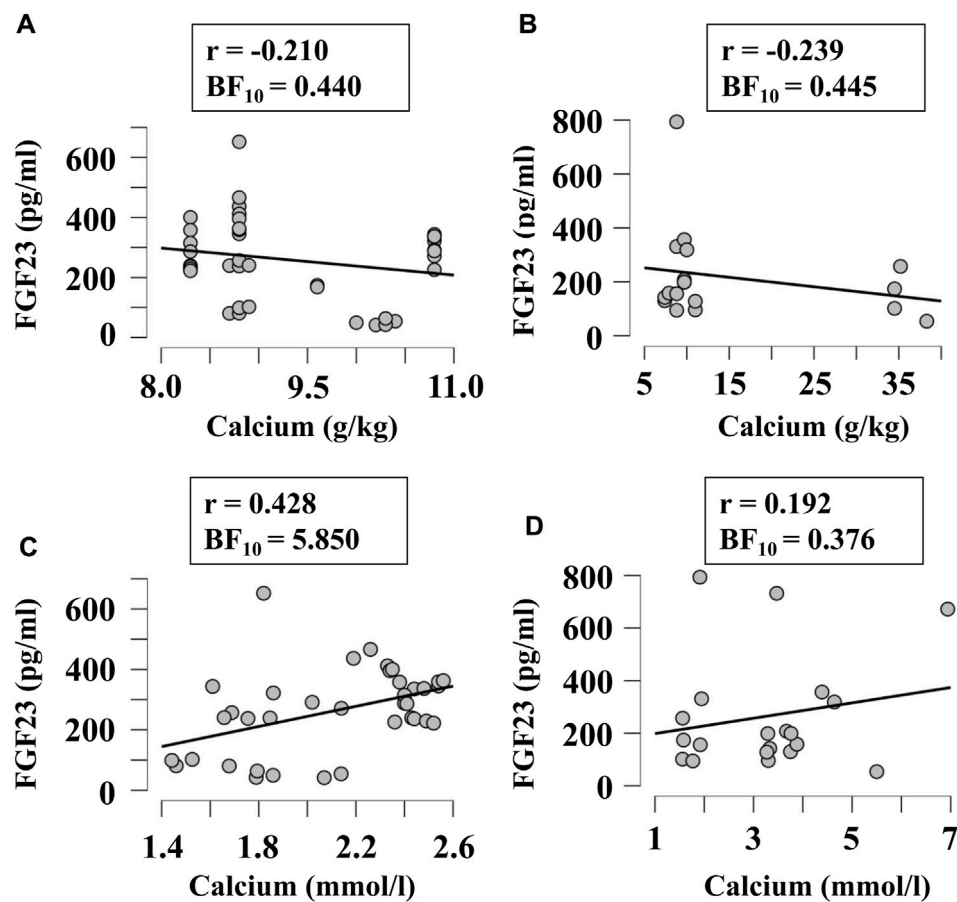 A
r = -0.210
BF10 = 0.440
FGF23 (pg/ml)
600
400
200
0
8.0 9.5 11.0
Calcium (g/kg)
B
r = -0.239
BF10 = 0.445
FGF23 (pg/ml)
800
600
400
200
0
5 15 25 35
Calcium (g/kg)
C
r = 0.428
BF10 = 5.850
FGF23 (pg/ml)
600
400
200
0
1.4 1.8 2.2 2.6
Calcium (mmol/l)
D
r = 0.192
BF10 = 0.376
FGF23 (pg/ml)
800
600
400
200
0
1 3 5 7
Calcium (mmol/l)